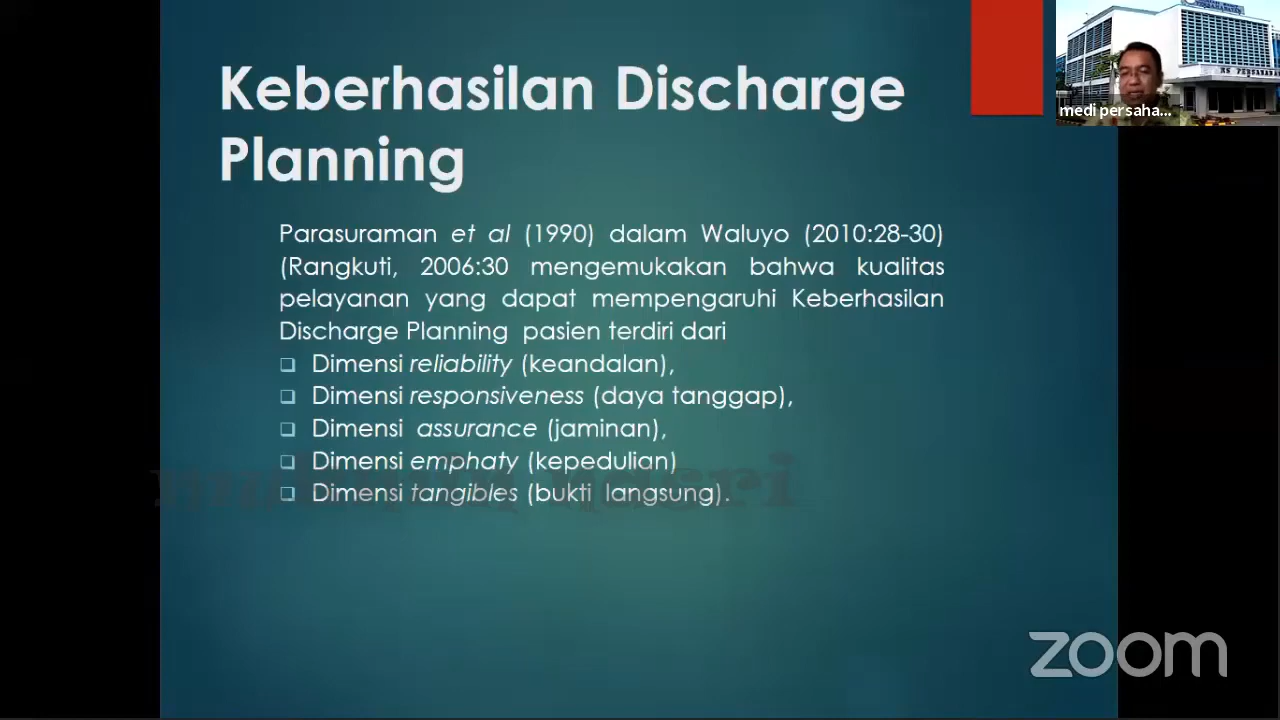 Keberhasilan Discharge
Planning
Parasuraman et al (1990) dalam Waluyo (2010:28-30)
(Rangkuti, 2006:30 mengemukakan bahwa kualitas
pelayanan yang dapat mempengaruhi Keberhasilan
Discharge Planning pasien terdiri dari
Dimensi reliability (keandalan),
Dimensi responsiveness (daya tanggap),
Dimensi assurance (jaminan),
Dimensi emphaty (kepedulian)
Dimensi tangibles (bukti langsung).
medi persaha...
zoom